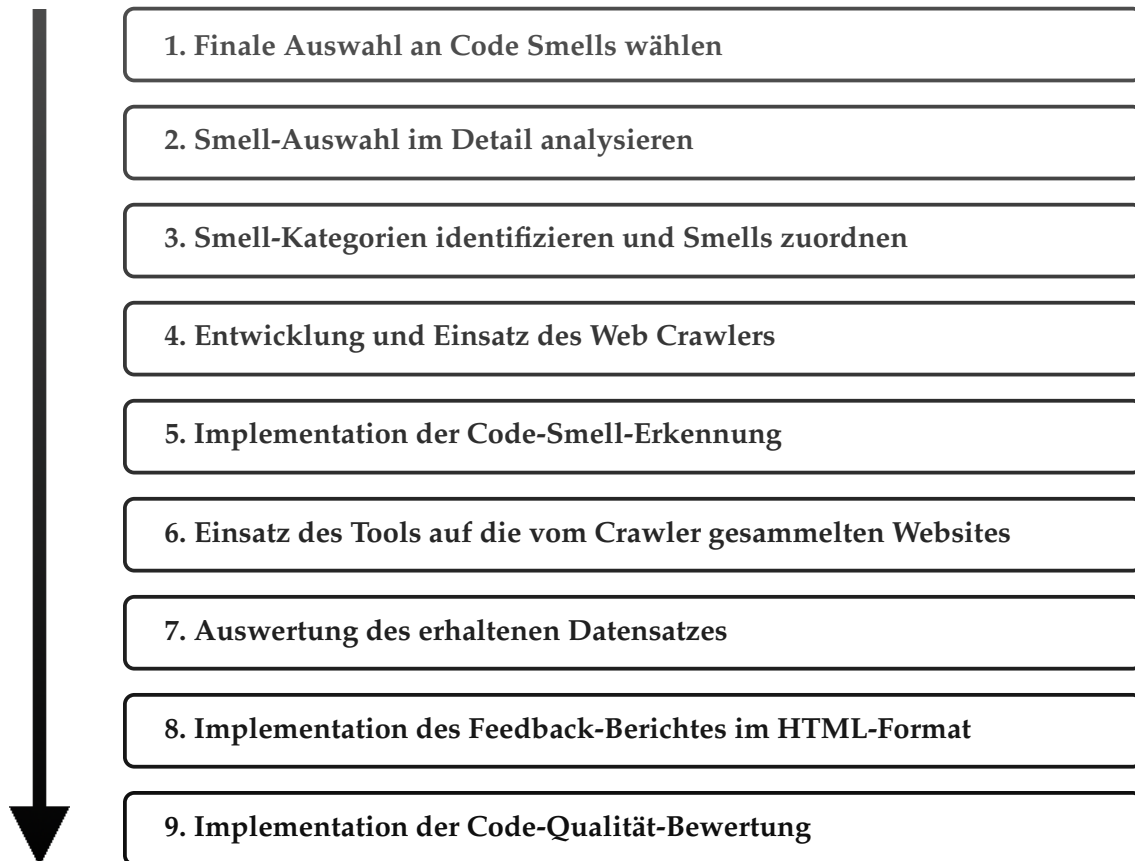 1. Finale Auswahl an Code Smells wählen
2. Smell-Auswahl im Detail analysieren
3. Smell-Kategorien identifizieren und Smells zuordnen
4. Entwicklung und Einsatz des Web Crawlers
5. Implementation der Code-Smell-Erkennung
6. Einsatz des Tools auf die vom Crawler gesammelten Websites
7. Auswertung des erhaltenen Datensatzes
8. Implementation des Feedback-Berichtes im HTML-Format
9. Implementation der Code-Qualität-Bewertung